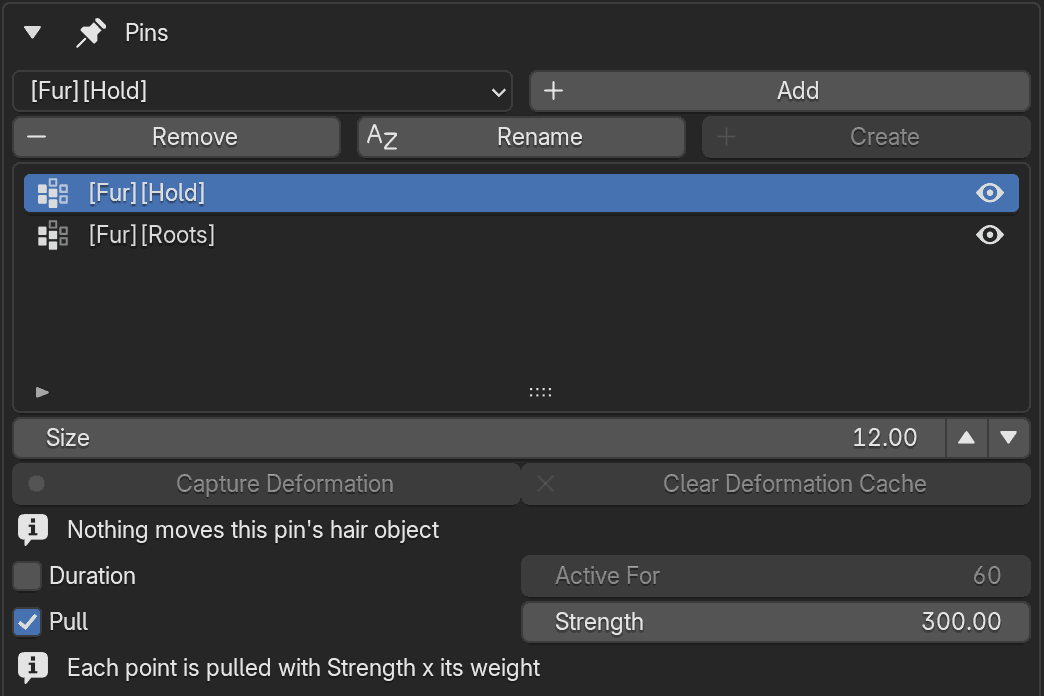 Pins
[Fur][Hold]
Add
Remove
Rename
Create
[Fur][Hold]
[Fur][Roots]
Size 12.00
Capture Deformation
Clear Deformation Cache
Nothing moves this pin's hair object
Duration
Active For 60
Pull
Strength 300.00
Each point is pulled with Strength x its weight